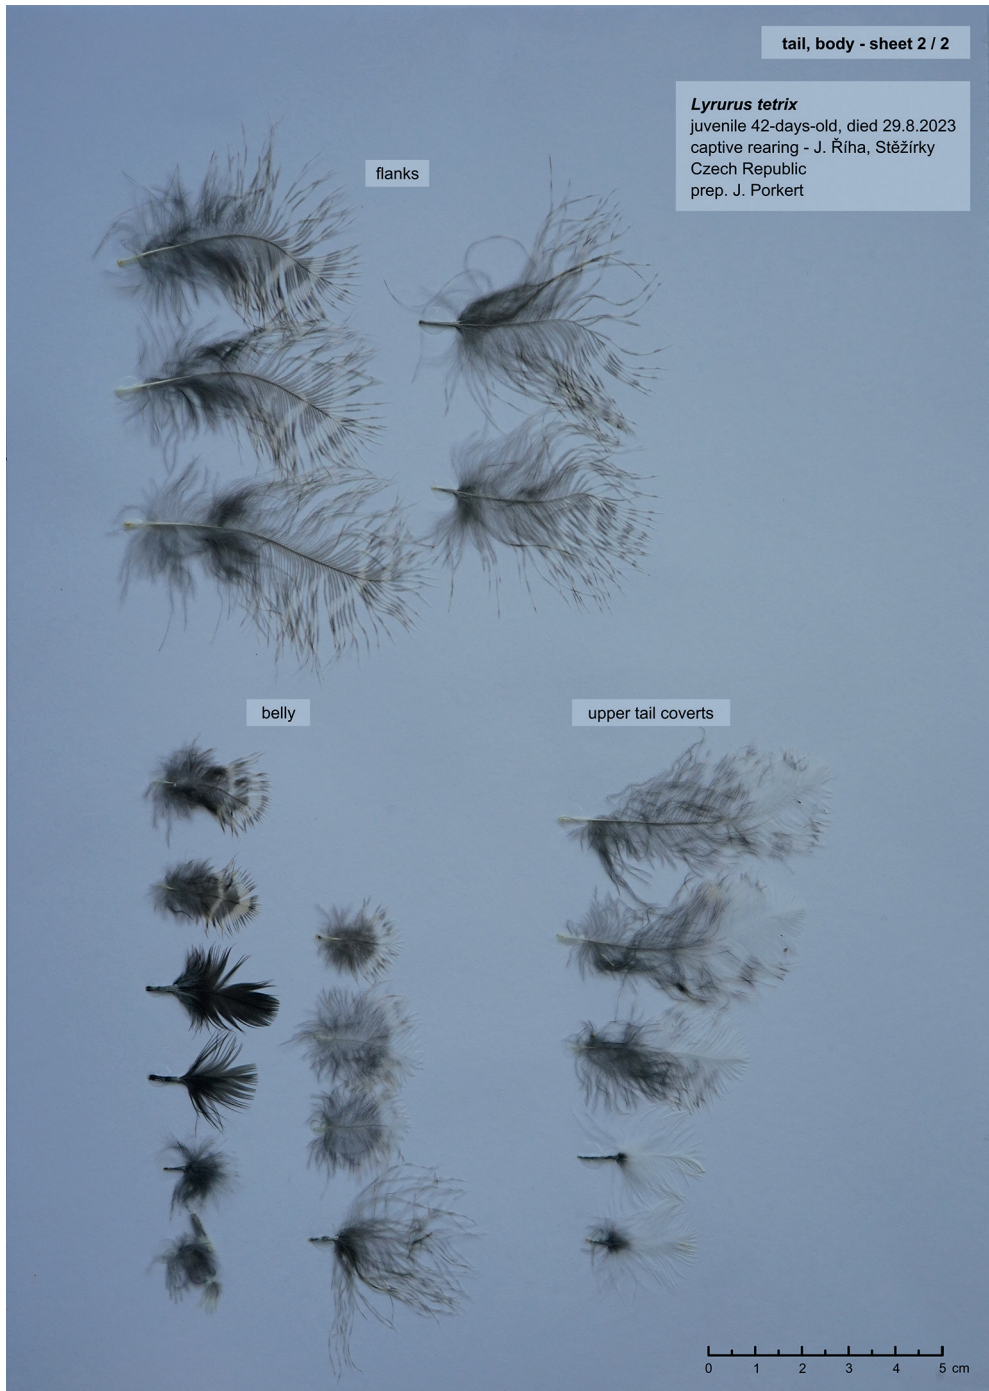 tail, body - sheet 2 / 2
Lyrurus tetrix
juvenile 42-days-old, died 29.8.2023
captive rearing - J. Říha, Stěžírky
Czech Republic
prep. J. Porkert
flanks
belly
upper tail coverts
0 1 2 3 4 5 cm